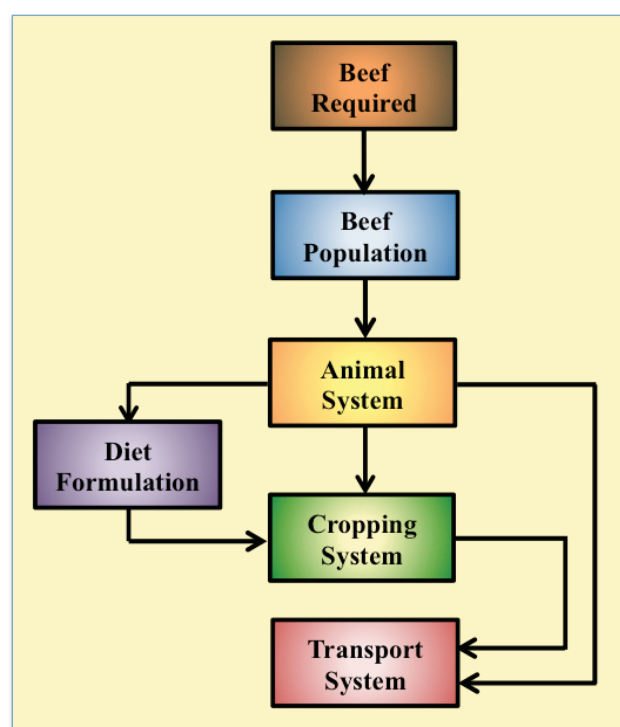 Beef
Required
Beef
Population
Animal
System
Diet
Formulation
Cropping
System
Transport
System